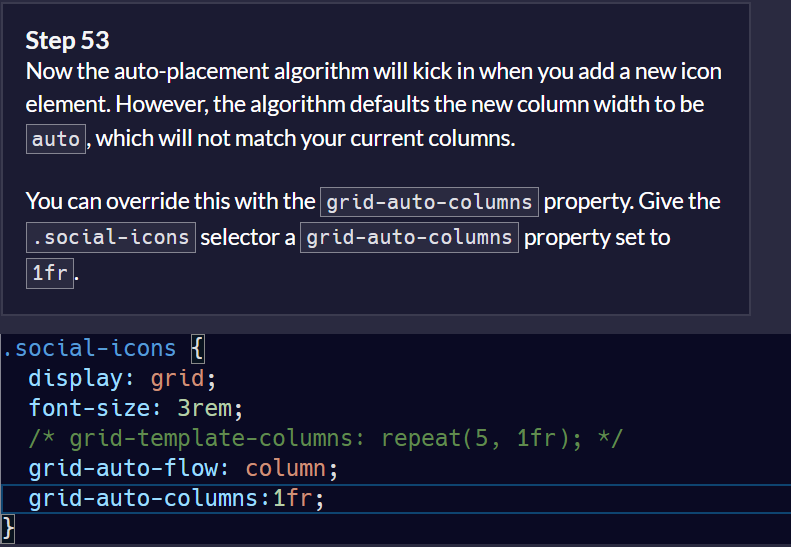 Step 53
Now the auto-placement algorithm will kick in when you add a new icon
element. However, the algorithm defaults the new column width to be
auto, which will not match your current columns.
You can override this with the grid-auto-columns property. Give the
.social-icons selector a grid-auto-columns property set to
1fr.
.social-icons {
  display: grid;
  font-size: 3rem;
  /* grid-template-columns: repeat(5, 1fr); */
  grid-auto-flow: column;
  grid-auto-columns:1fr;
}